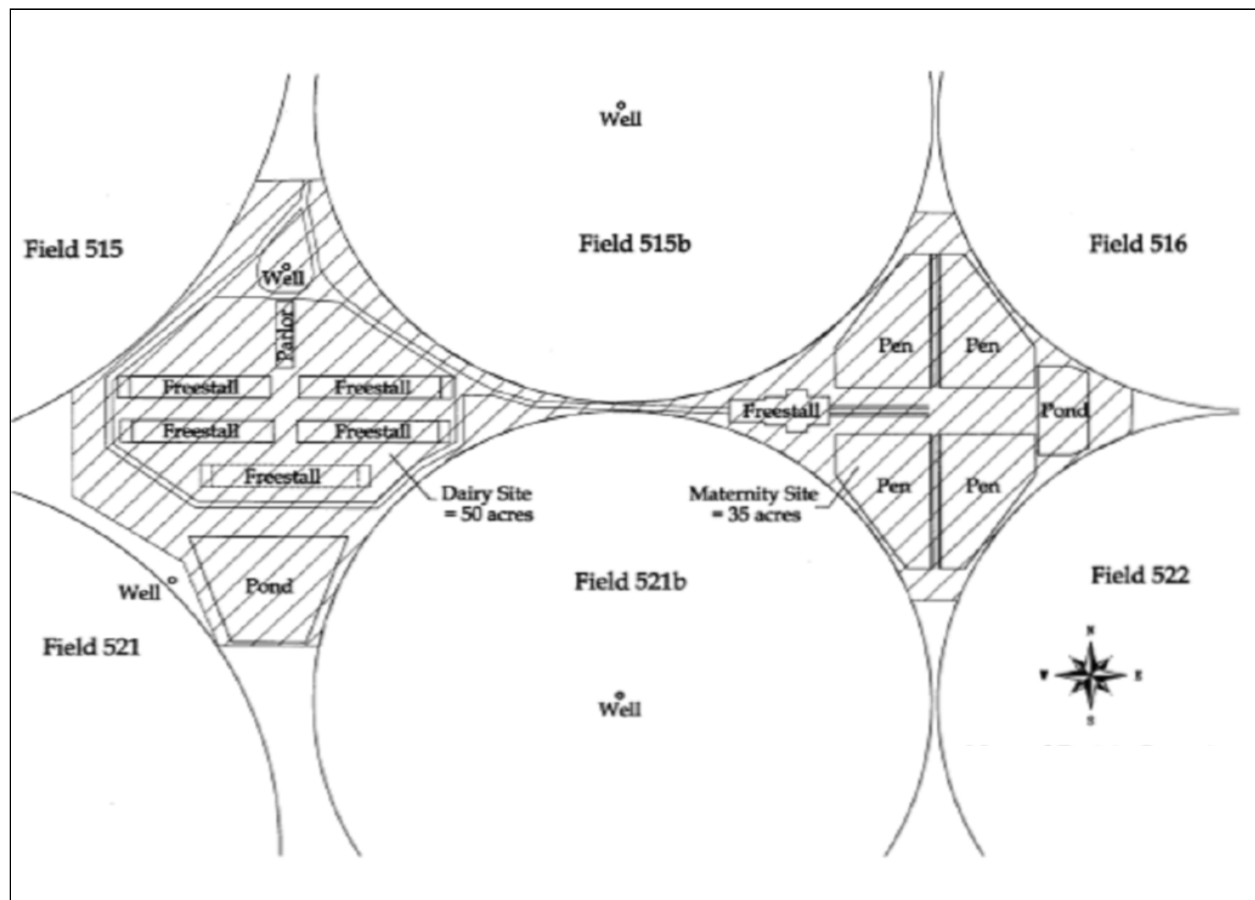 Well
Field 515
Field 515b
Field 516
Well
Parlor
Pen
Pen
Freestall
Freestall
Freestall
Pond
Freestall
Freestall
Freestall
Dairy Site
= 50 acres
Maternity Site
= 35 acres
Pen
Pen
Well
Pond
Field 521b
Field 522
Field 521
N
E
S
Well